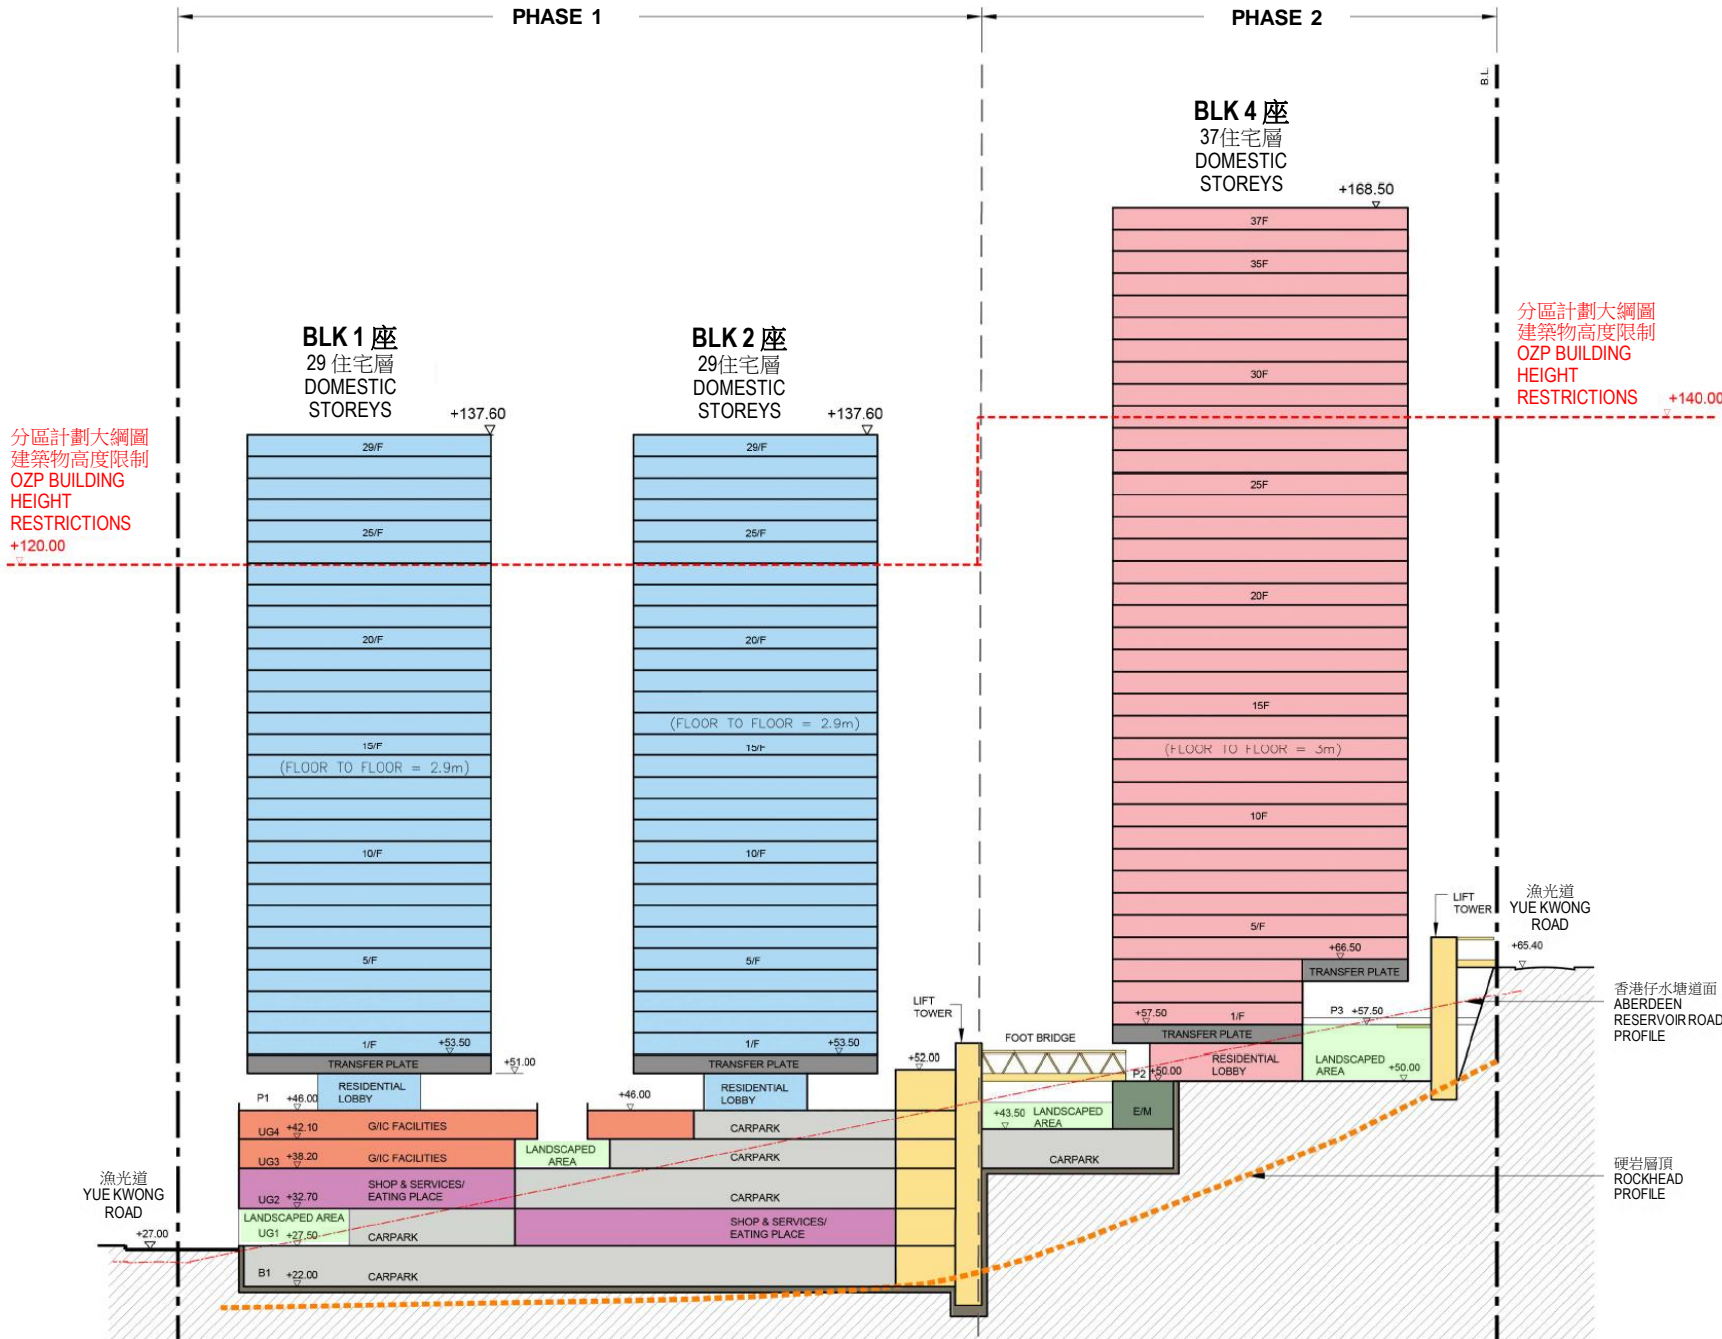 PHASE 1
PHASE 2
B.L.
BLK 4 座
37住宅層
DOMESTIC
STOREYS
+168.50
37F
35F
30F
25F
20F
15F
(FLOOR TO FLOOR = 3m)
10F
5/F
+66.50
TRANSFER PLATE
+57.50
1/F
TRANSFER PLATE
P3 +57.50
RESIDENTIAL
LOBBY
LANDSCAPED
AREA
+50.00
P2 +50.00
E/M
分區計劃大綱圖
建築物高度限制
OZP BUILDING
HEIGHT
RESTRICTIONS
+140.00
BLK 1 座
29 住宅層
DOMESTIC
STOREYS
+137.60
29/F
25/F
20/F
15/F
(FLOOR TO FLOOR = 2.9m)
10/F
5/F
1/F
+53.50
TRANSFER PLATE
+51.00
RESIDENTIAL
LOBBY
BLK 2 座
29住宅層
DOMESTIC
STOREYS
+137.60
29/F
25/F
20/F
(FLOOR TO FLOOR = 2.9m)
15/F
10/F
5/F
1/F
+53.50
TRANSFER PLATE
RESIDENTIAL
LOBBY
分區計劃大綱圖
建築物高度限制
OZP BUILDING
HEIGHT
RESTRICTIONS
+120.00
LIFT
TOWER
+52.00
FOOT BRIDGE
LIFT
TOWER
漁光道
YUE KWONG
ROAD
+65.40
香港仔水塘道面
ABERDEEN
RESERVOIR ROAD
PROFILE
硬岩層頂
ROCKHEAD
PROFILE
P1 +46.00
+46.00
UG4 +42.10
G/IC FACILITIES
CARPARK
+43.50
LANDSCAPED
AREA
UG3 +38.20
G/IC FACILITIES
LANDSCAPED
AREA
CARPARK
CARPARK
UG2 +32.70
SHOP & SERVICES/
EATING PLACE
CARPARK
LANDSCAPED AREA
UG1 +27.50
CARPARK
SHOP & SERVICES/
EATING PLACE
B1 +22.00
CARPARK
漁光道
YUE KWONG
ROAD
+27.00